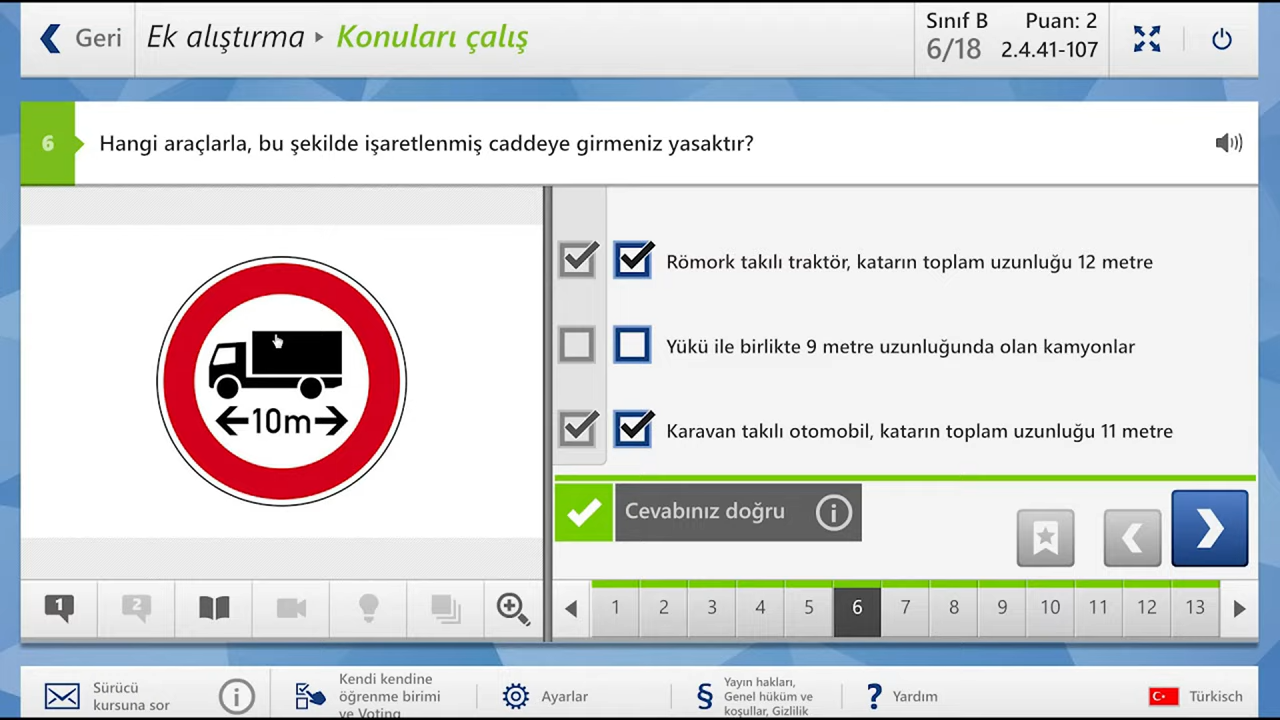 Geri
Ek alıştırma ▸ Konuları çalış
Sınıf B
Puan: 2
6/18
2.4.41-107
6
Hangi araçlarla, bu şekilde işaretlenmiş caddeye girmeniz yasaktır?
10m
Römork takılı traktör, katarın toplam uzunluğu 12 metre
Yükü ile birlikte 9 metre uzunluğunda olan kamyonlar
Karavan takılı otomobil, katarın toplam uzunluğu 11 metre
Cevabınız doğru
1
2
1 2 3 4 5 6 7 8 9 10 11 12 13
Sürücü
kursuna sor
Kendi kendine
öğrenme birimi
ve Voting
Ayarlar
§
Yayın hakları,
Genel hüküm ve
koşullar, Gizlilik
? Yardım
Türkisch